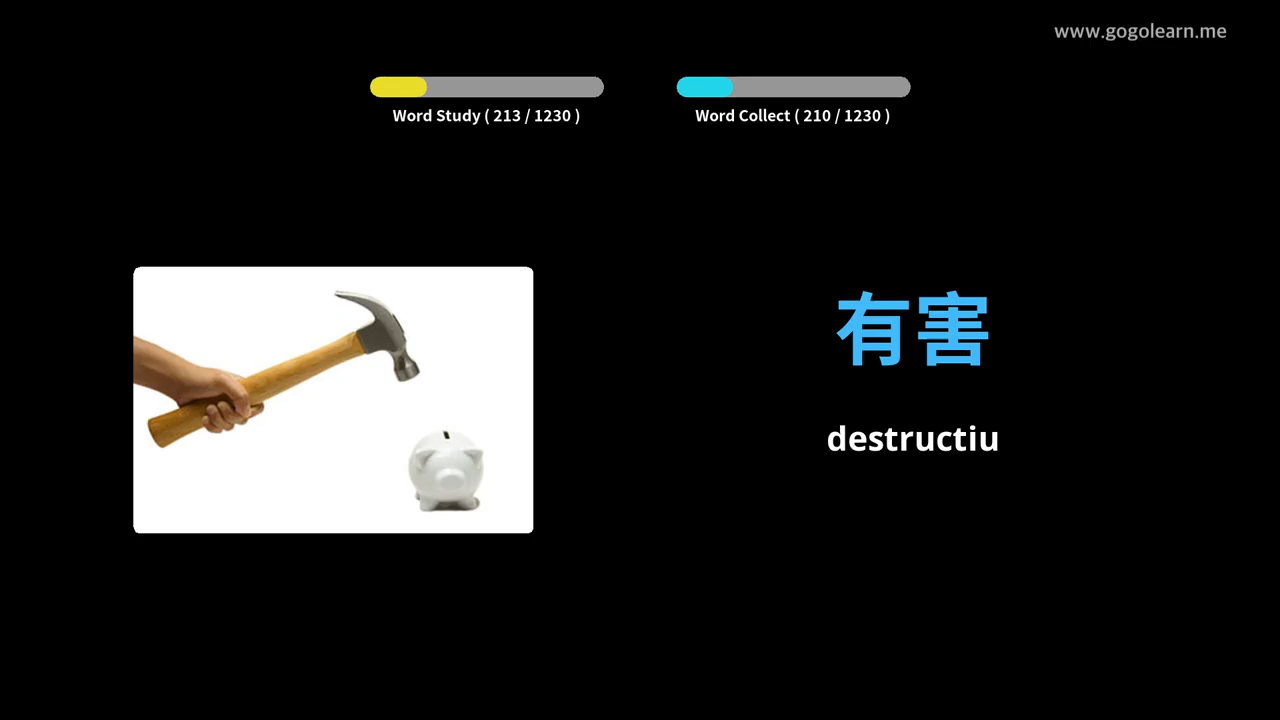 www.gogolearn.me
Word Study ( 213 / 1230 )
Word Collect ( 210 / 1230 )
有害
destructiu